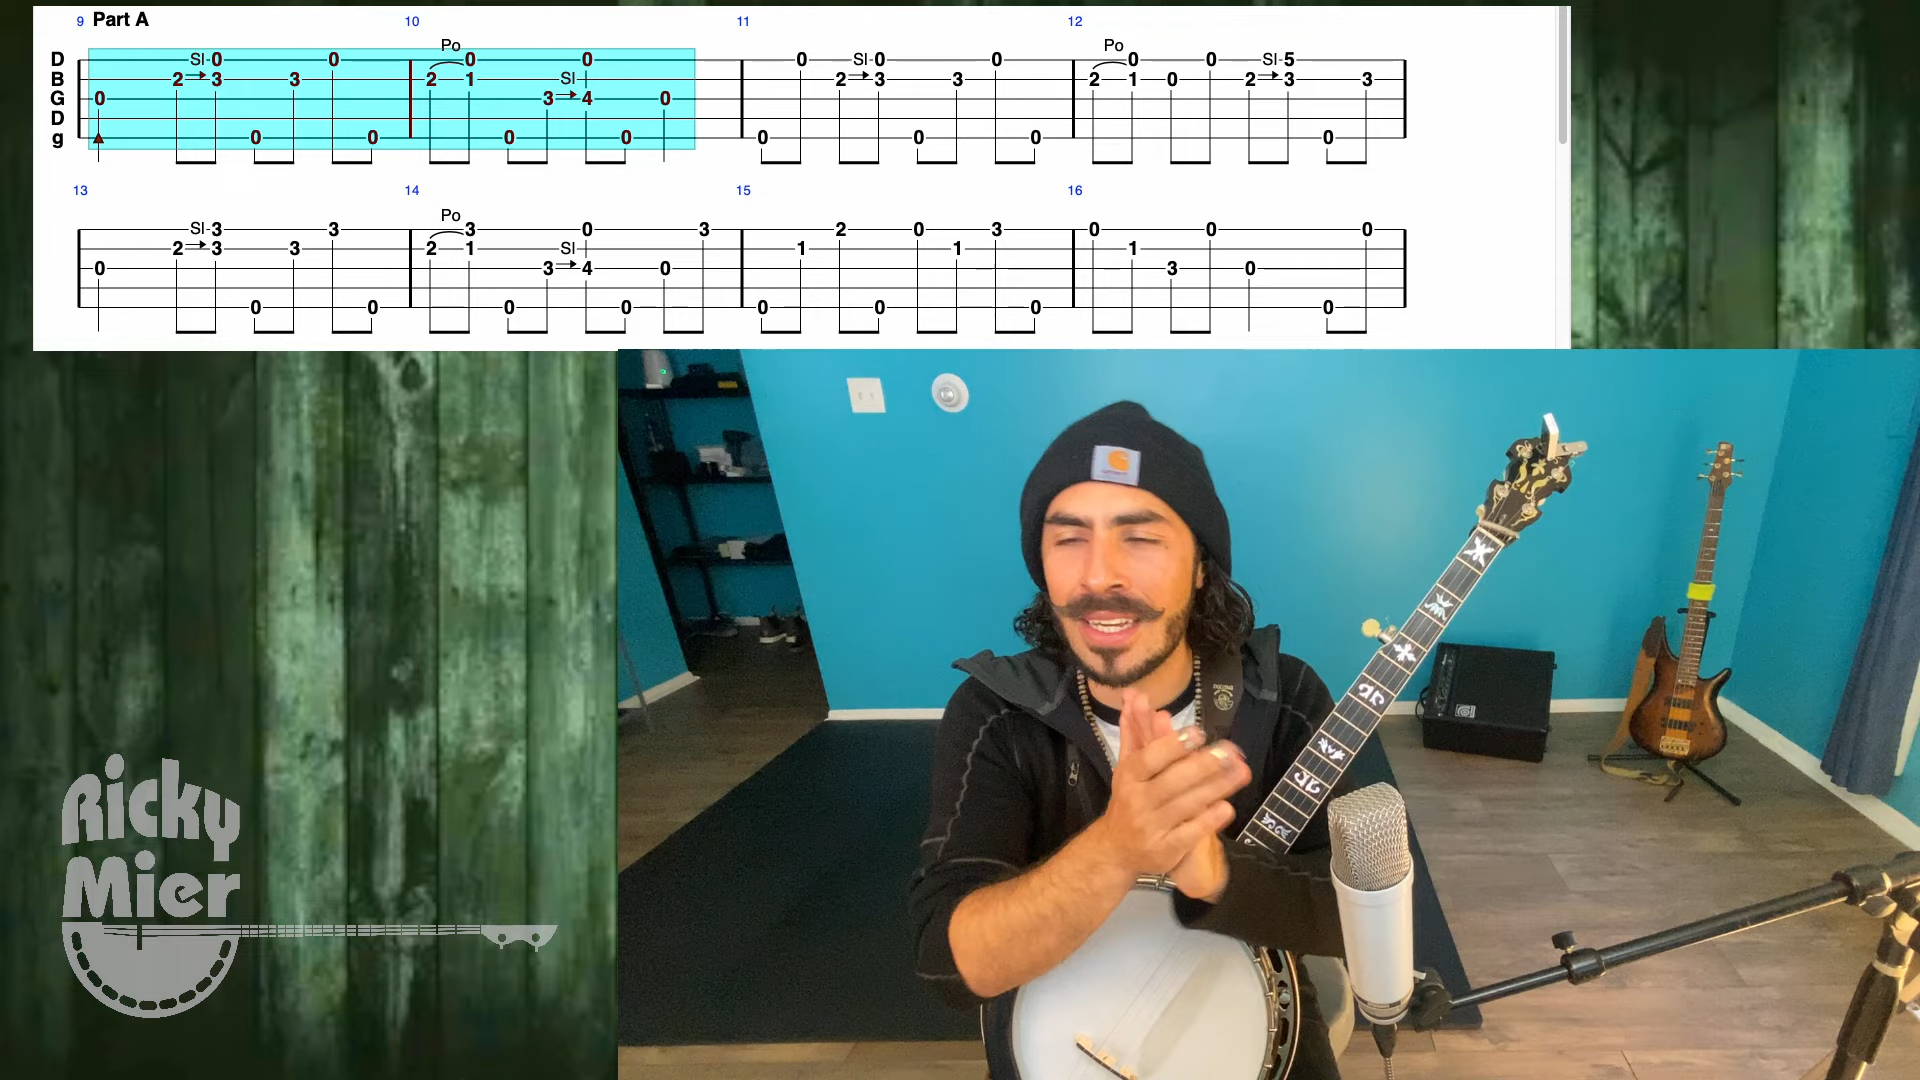 9 Part A 10 11 12
Po Po
D Sl 0 0 0 0 0 Sl 0 0 0 0 Sl 5
B 2 3 3 2 1 Sl 2 3 3 2 1 0 2 3 3
G 0 3 4 0
D
g 0 0 0 0 0 0 0 0
13 14 15 16
Po
Sl 3 3 3 0 3 2 0 3 0 0 0
2 3 3 2 1 Sl 1 1 1
0 3 4 0 3 0
0 0 0 0 0 0 0 0
Ricky
Mier